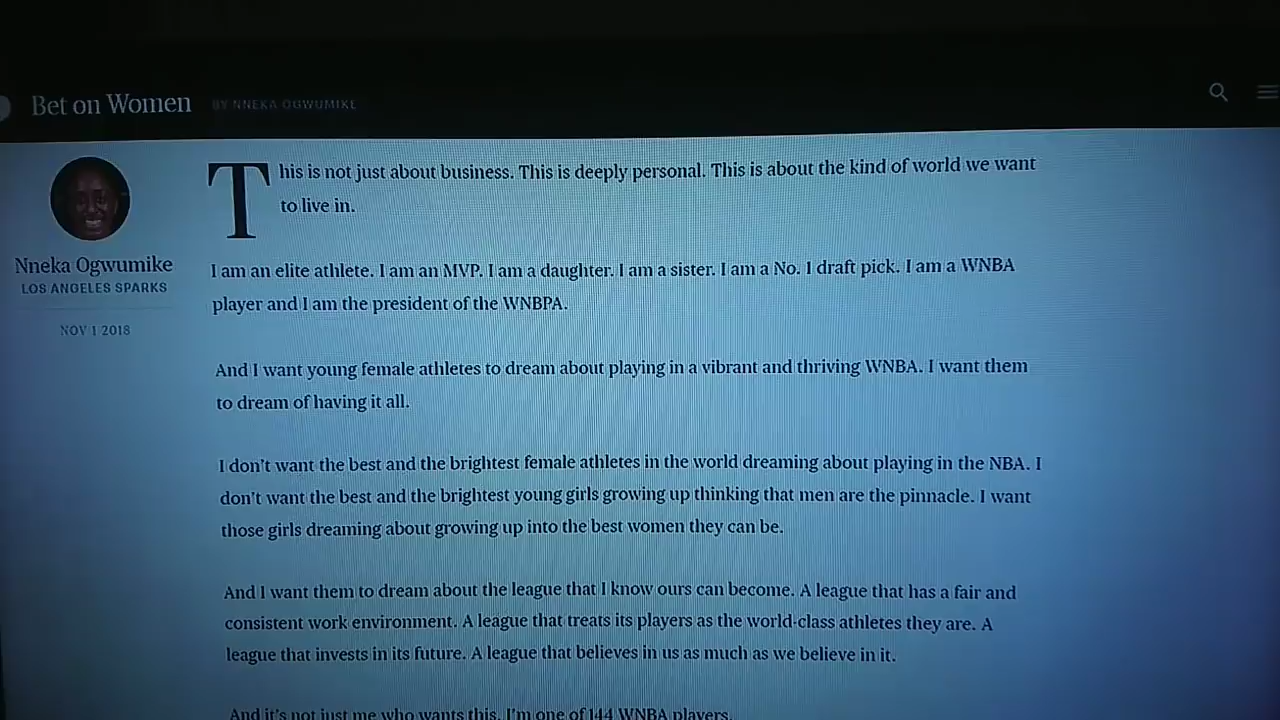 Bet on Women BY NNEKA OGWUMIKE
Nneka Ogwumike
LOS ANGELES SPARKS
NOV 1 2018
This is not just about business. This is deeply personal. This is about the kind of world we want
to live in.
I am an elite athlete. I am an MVP. I am a daughter. I am a sister. I am a No. 1 draft pick. I am a WNBA
player and I am the president of the WNBPA.
And I want young female athletes to dream about playing in a vibrant and thriving WNBA. I want them
to dream of having it all.
I don't want the best and the brightest female athletes in the world dreaming about playing in the NBA. I
don't want the best and the brightest young girls growing up thinking that men are the pinnacle. I want
those girls dreaming about growing up into the best women they can be.
And I want them to dream about the league that I know ours can become. A league that has a fair and
consistent work environment. A league that treats its players as the world-class athletes they are. A
league that invests in its future. A league that believes in us as much as we believe in it.
And it's not just me who wants this. I'm one of 144 WNBA players.